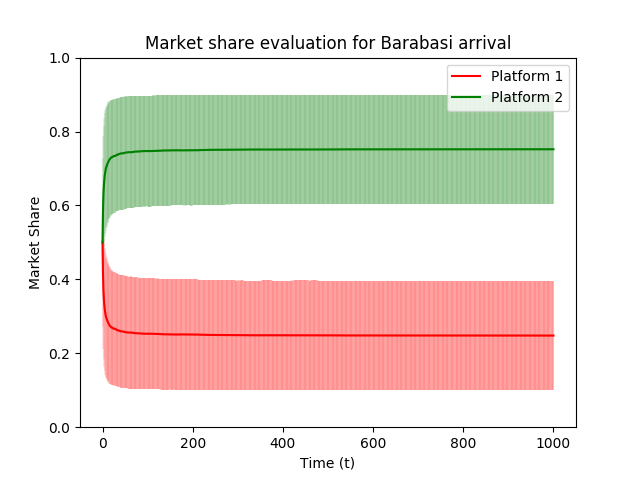 Market share evaluation for Barabasi arrival
Platform 1
Platform 2
Market Share
1.0
0.8
0.6
0.4
0.2
0.0
0
200
400
600
800
1000
Time (t)